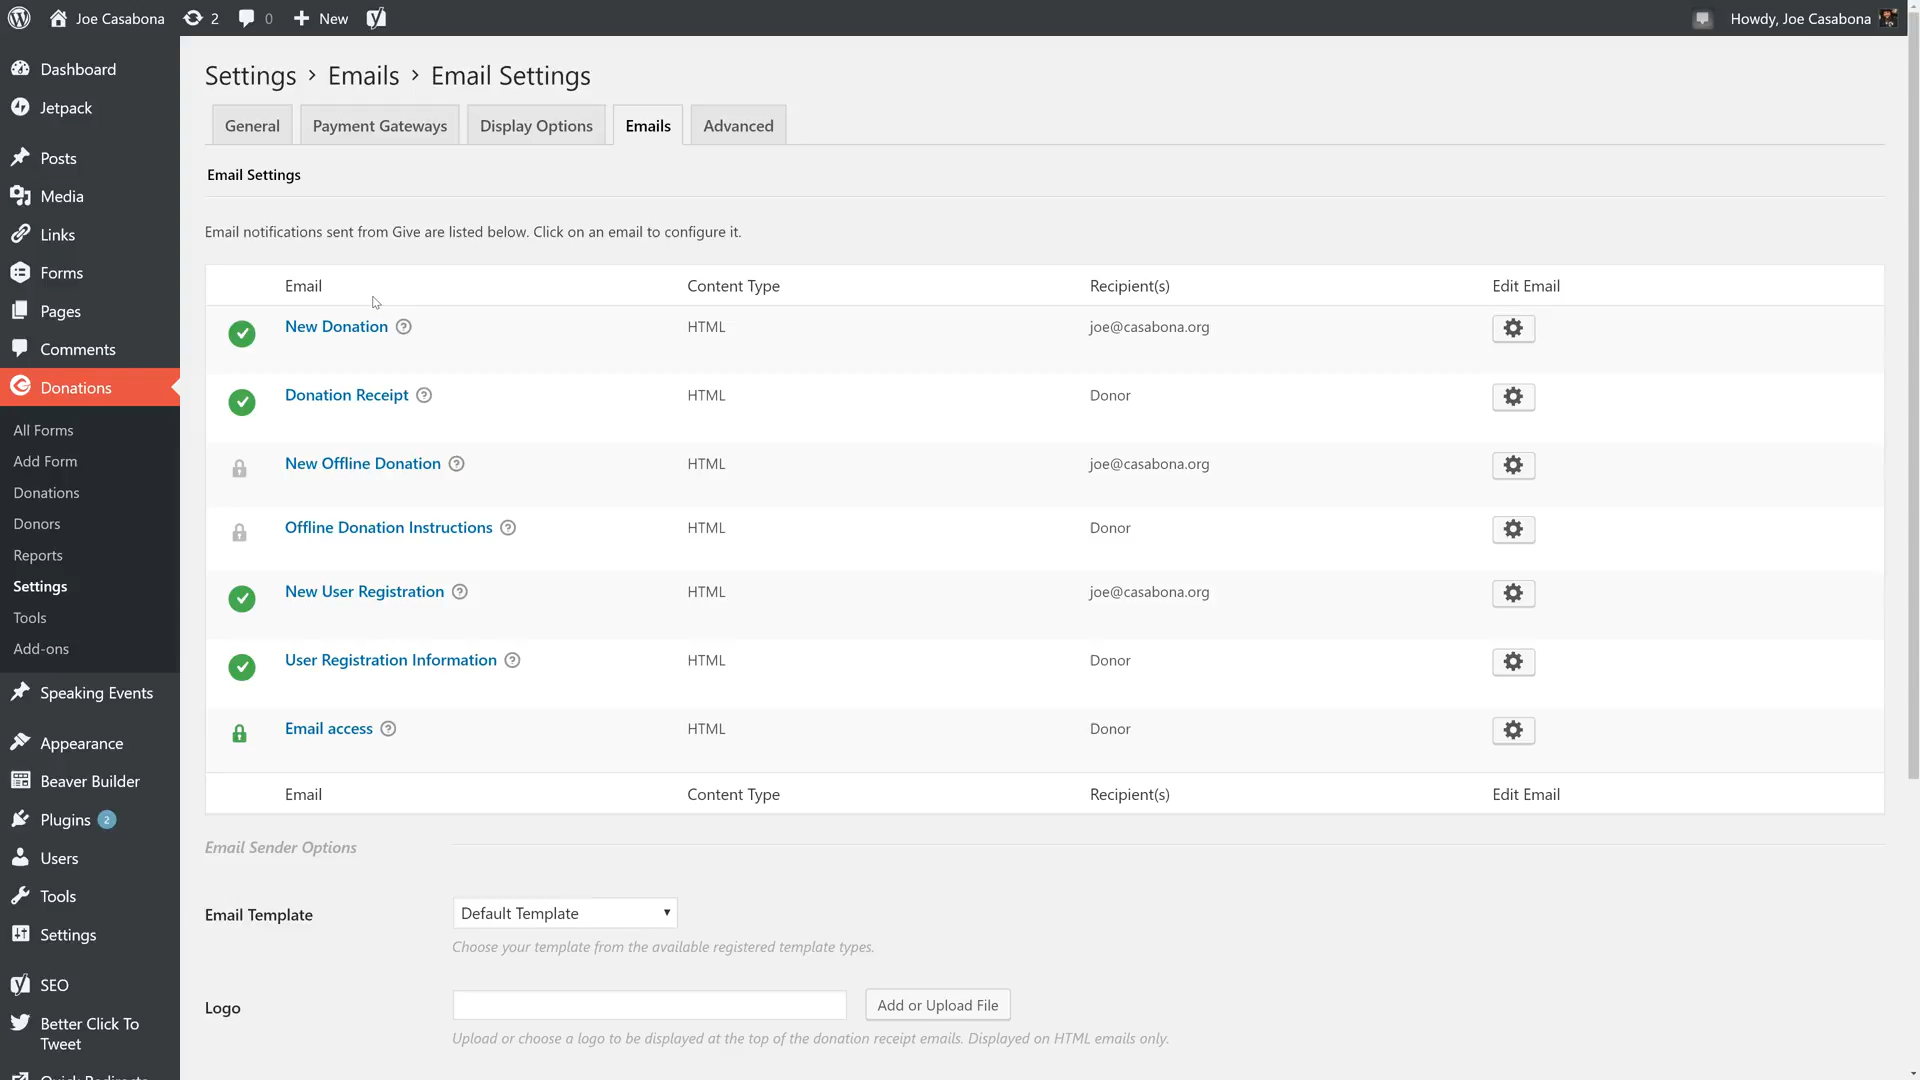 Joe Casabona 2 0 New Howdy, Joe Casabona
Dashboard
Jetpack
Posts
Media
Links
Forms
Pages
Comments
Donations
All Forms
Add Form
Donations
Donors
Reports
Settings
Tools
Add-ons
Speaking Events
Appearance
Beaver Builder
Plugins 2
Users
Tools
Settings
SEO
Better Click To
Tweet
Settings › Emails › Email Settings
General Payment Gateways Display Options Emails Advanced
Email Settings
Email notifications sent from Give are listed below. Click on an email to configure it.
Email Content Type Recipient(s) Edit Email
New Donation ? HTML joe@casabona.org
Donation Receipt ? HTML Donor
New Offline Donation ? HTML joe@casabona.org
Offline Donation Instructions ? HTML Donor
New User Registration ? HTML joe@casabona.org
User Registration Information ? HTML Donor
Email access ? HTML Donor
Email Content Type Recipient(s) Edit Email
Email Sender Options
Email Template Default Template
Choose your template from the available registered template types.
Logo Add or Upload File
Upload or choose a logo to be displayed at the top of the donation receipt emails. Displayed on HTML emails only.